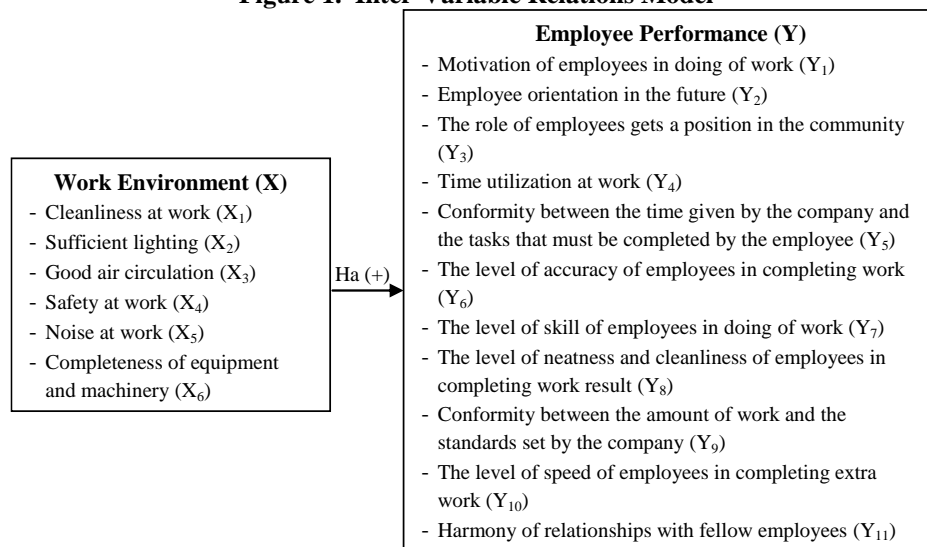 Figure 1. Inter-Variable Relations Model
Work Environment (X)
- Cleanliness at work (X₁)
- Sufficient lighting (X₂)
- Good air circulation (X₃)
- Safety at work (X₄)
- Noise at work (X₅)
- Completeness of equipment
and machinery (X₆)
Ha (+)
Employee Performance (Y)
- Motivation of employees in doing of work (Y₁)
- Employee orientation in the future (Y₂)
- The role of employees gets a position in the community
(Y₃)
- Time utilization at work (Y₄)
- Conformity between the time given by the company and
the tasks that must be completed by the employee (Y₅)
- The level of accuracy of employees in completing work
(Y₆)
- The level of skill of employees in doing of work (Y₇)
- The level of neatness and cleanliness of employees in
completing work result (Y₈)
- Conformity between the amount of work and the
standards set by the company (Y₉)
- The level of speed of employees in completing extra
work (Y₁₀)
- Harmony of relationships with fellow employees (Y₁₁)